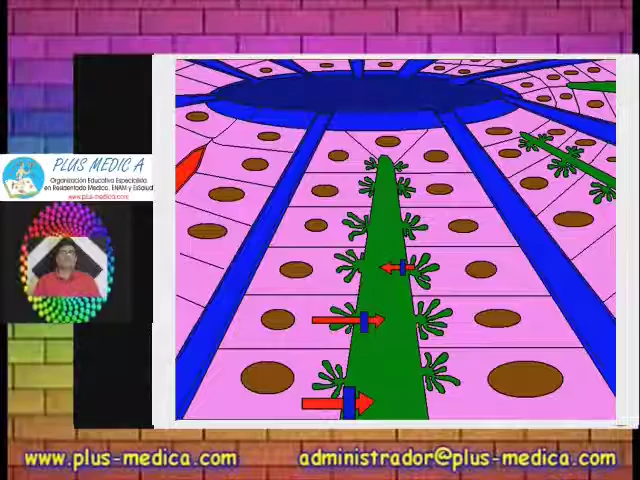 PLUS MEDIC A
Organización Educativa Especialista
en Residentado Medico, ENAM y EsSalud
www.plus-medica.com
www.plus-medica.com
administrador@plus-medica.com